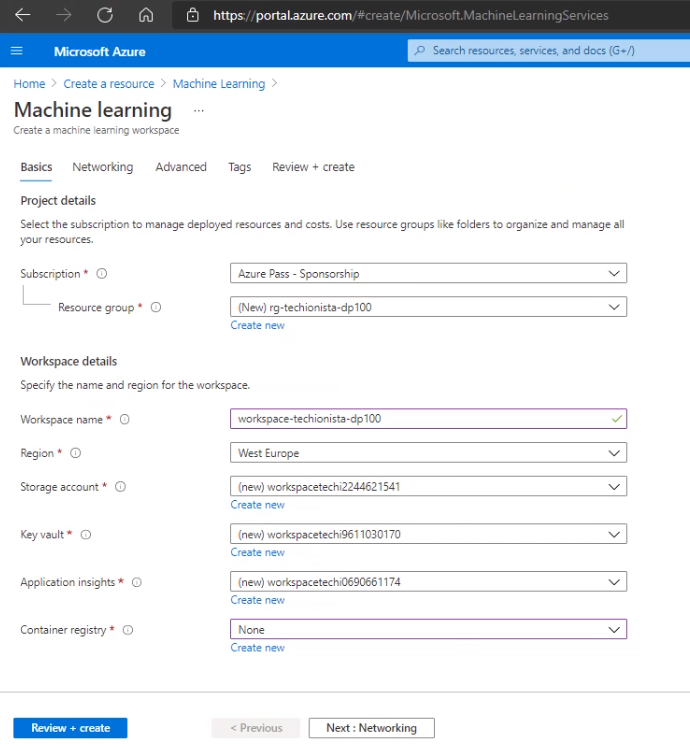 https://portal.azure.com/#create/Microsoft.MachineLearningServices
Microsoft Azure
Search resources, services, and docs (G+/)
Home > Create a resource > Machine Learning >
Machine learning ...
Create a machine learning workspace
Basics Networking Advanced Tags Review + create
Project details
Select the subscription to manage deployed resources and costs. Use resource groups like folders to organize and manage all
your resources.
Subscription * Azure Pass - Sponsorship
Resource group * (New) rg-techionista-dp100
Create new
Workspace details
Specify the name and region for the workspace.
Workspace name * workspace-techionista-dp100
Region * West Europe
Storage account * (new) workspacetechi2244621541
Create new
Key vault * (new) workspacetechi9611030170
Create new
Application insights * (new) workspacetechi0690661174
Create new
Container registry * None
Create new
Review + create < Previous Next : Networking